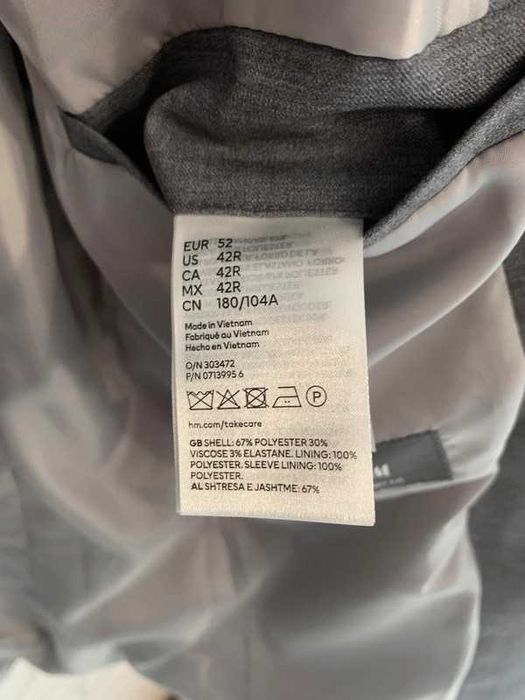 EUR 52
US 42R
CA 42R
MX 42R
CN 180/104A
Made in Vietnam
Fabriqué au Vietnam
Hecho en Vietnam
O/N 303472
P/N 0713995 6
P
hm.com/takecare
GB SHELL: 67% POLYESTER 30%
VISCOSE 3% ELASTANE. LINING: 100%
POLYESTER. SLEEVE LINING: 100%
POLYESTER.
AL SHTRESA E JASHTME: 67%